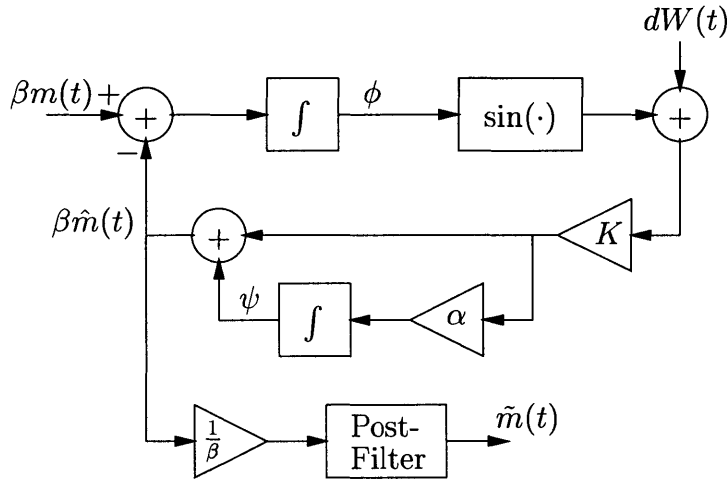 dW(t)
βm(t) +
+
∫
ϕ
sin(·)
+
−
βm̂(t)
+
K
ψ
∫
α
1/β
Post-
Filter
m̃(t)